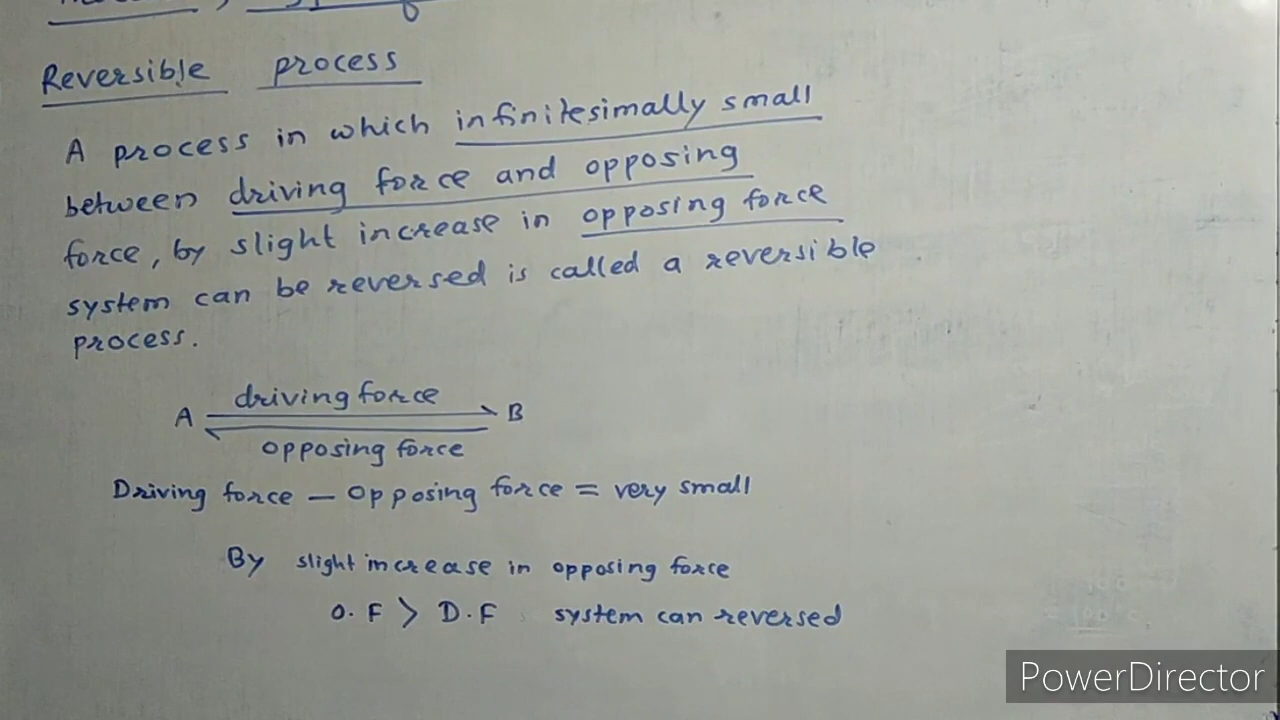 Reversible process
A process in which infinitesimally small
between driving force and opposing
force, by slight increase in opposing force
system can be reversed is called a reversible
process.
driving force
A ⇌ B
opposing force
Driving force – opposing force = very small
By slight increase in opposing force
O.F > D.F system can reversed
PowerDirector